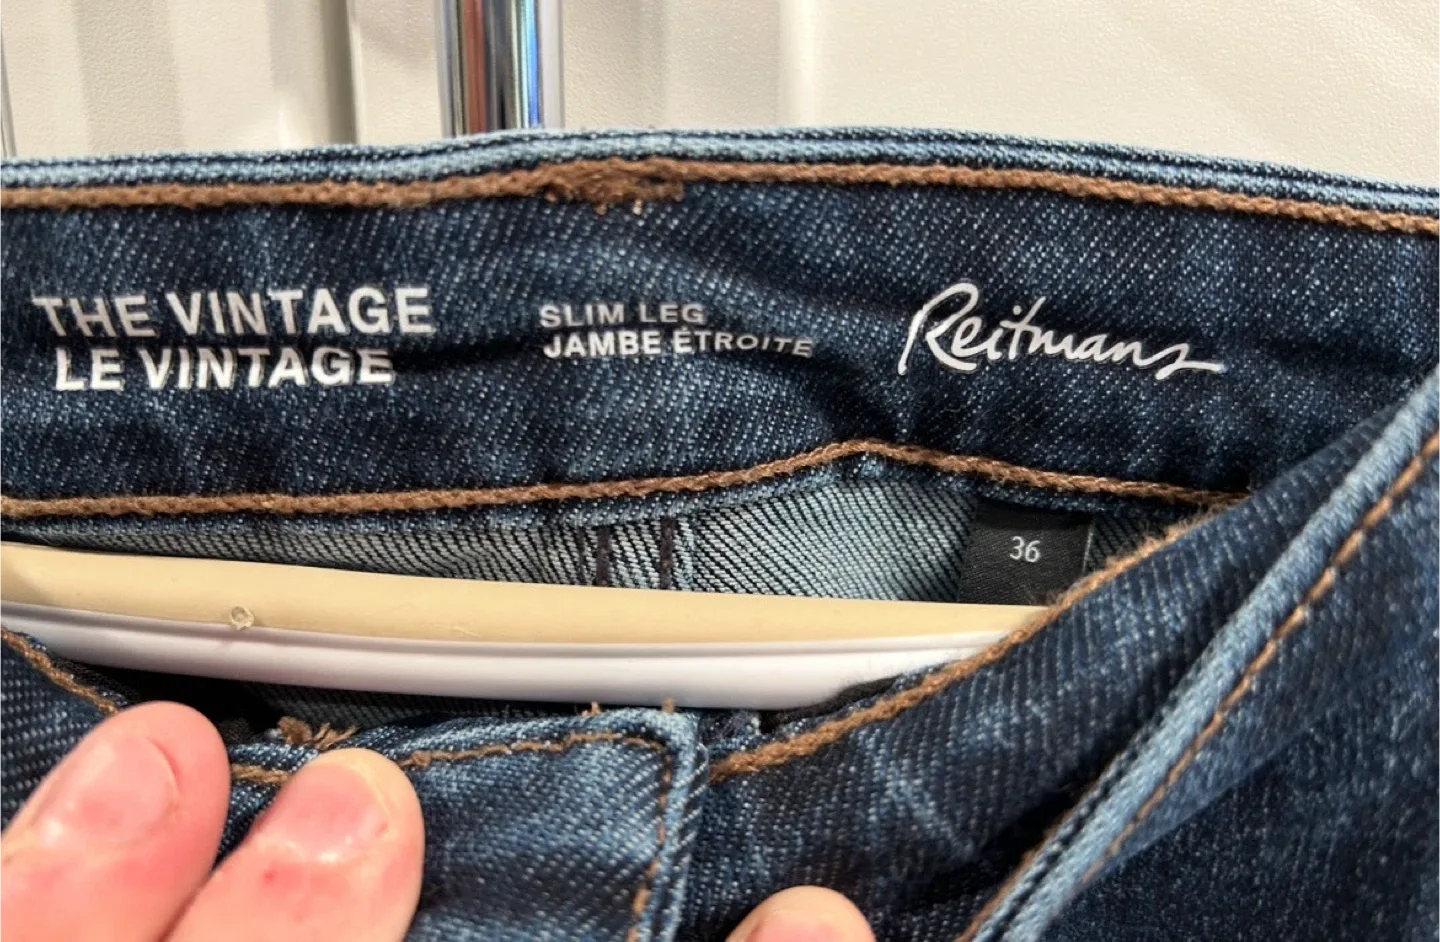 THE VINTAGE
LE VINTAGE
SLIM LEG
JAMBE ÉTROITE
Reitmans
36